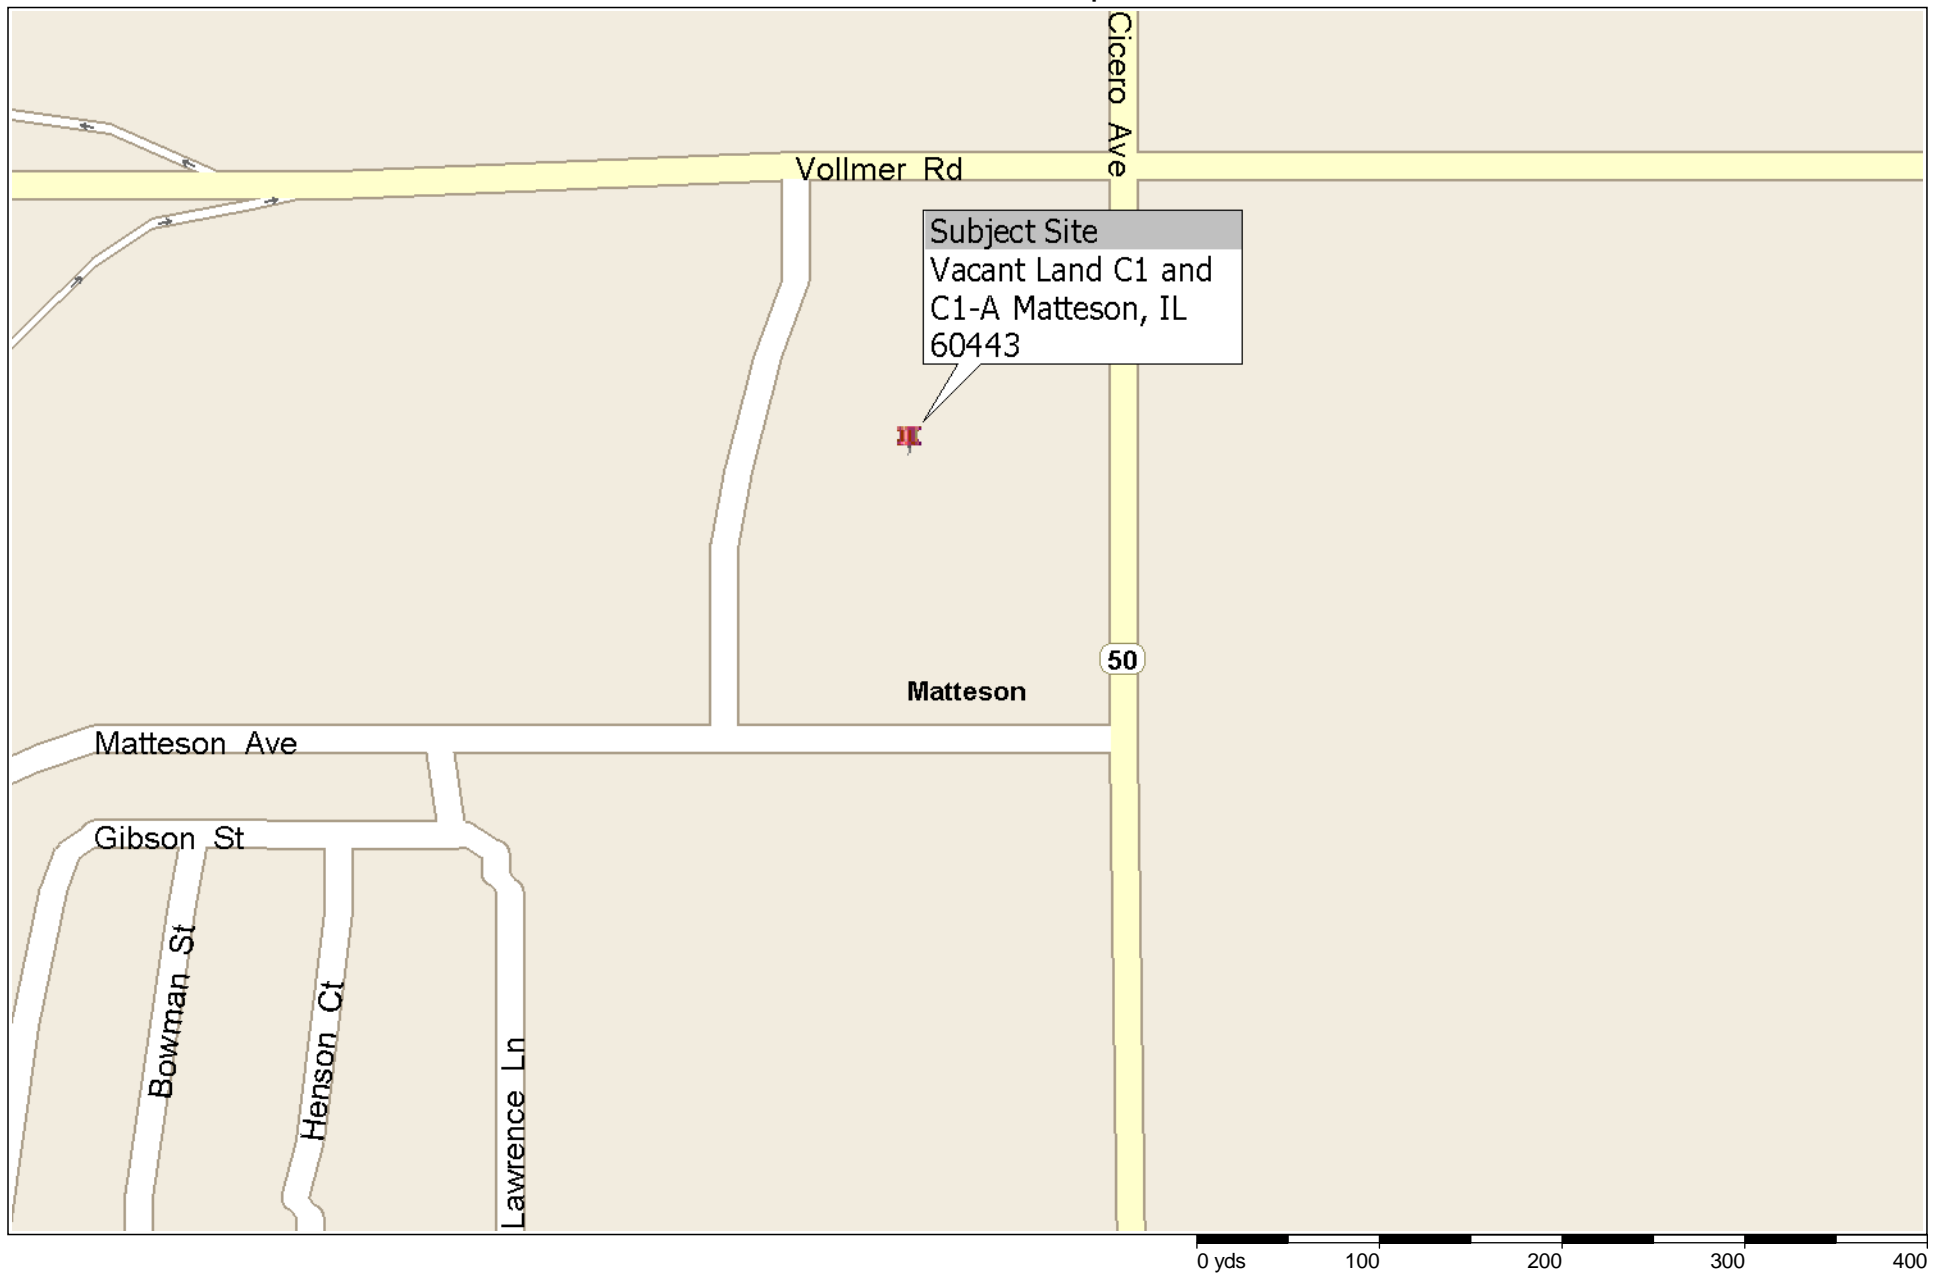 Cicero Ave
Vollmer Rd
Subject Site
Vacant Land C1 and
C1-A Matteson, IL
60443
50
Matteson
Matteson Ave
Gibson St
Bowman St
Henson Ct
Lawrence Ln
0 yds 100 200 300 400